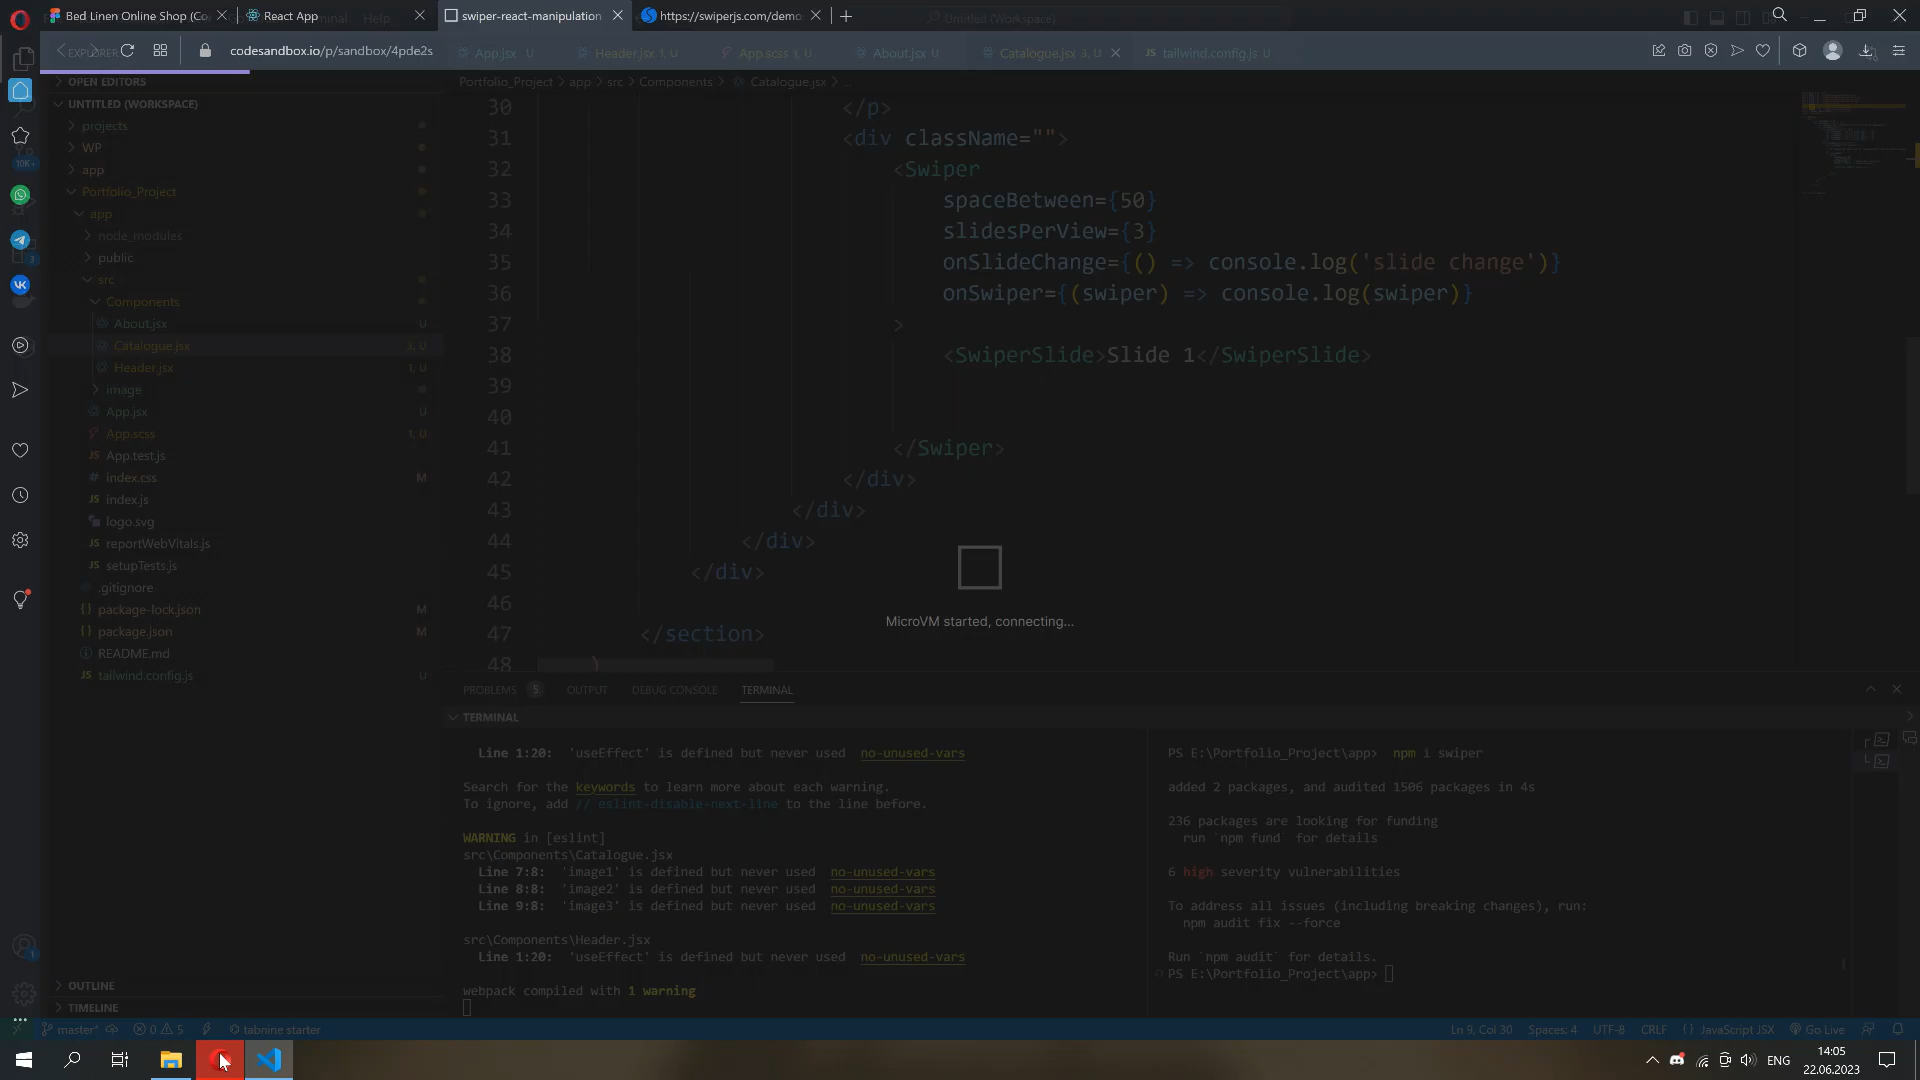 Bed Linen Online Shop (Co
React App
swiper-react-manipulation
https://swiperjs.com/demo
Help
Untitled (Workspace)
EXPLORER
codesandbox.io/p/sandbox/4pde2s
App.jsx U
Header.jsx 1, U
App.scss 1, U
About.jsx U
Catalogue.jsx 3, U
tailwind.config.js U
OPEN EDITORS
Portfolio_Project > app > src > Components > Catalogue.jsx > ...
UNTITLED (WORKSPACE)
projects
WP
app
Portfolio_Project
app
node_modules
public
src
Components
About.jsx U
Catalogue.jsx 3, U
Header.jsx 1, U
image
App.jsx U
App.scss 1, U
App.test.js
index.css M
index.js
logo.svg
reportWebVitals.js
setupTests.js
.gitignore
package-lock.json M
package.json M
README.md
tailwind.config.js U
OUTLINE
TIMELINE
10K+
3
1
30 </p>
31 <div className="">
32 <Swiper
33 spaceBetween={50}
34 slidesPerView={3}
35 onSlideChange={() => console.log('slide change')}
36 onSwiper={(swiper) => console.log(swiper)}
37 >
38 <SwiperSlide>Slide 1</SwiperSlide>
39
40
41 </Swiper>
42 </div>
43 </div>
44 </div>
45 </div>
46
47 </section>
48 )
MicroVM started, connecting...
PROBLEMS 5 OUTPUT DEBUG CONSOLE TERMINAL
TERMINAL
Line 1:20: 'useEffect' is defined but never used no-unused-vars
Search for the keywords to learn more about each warning.
To ignore, add // eslint-disable-next-line to the line before.
WARNING in [eslint]
src\Components\Catalogue.jsx
Line 7:8: 'image1' is defined but never used no-unused-vars
Line 8:8: 'image2' is defined but never used no-unused-vars
Line 9:8: 'image3' is defined but never used no-unused-vars
src\Components\Header.jsx
Line 1:20: 'useEffect' is defined but never used no-unused-vars
webpack compiled with 1 warning
PS E:\Portfolio_Project\app> npm i swiper
added 2 packages, and audited 1506 packages in 4s
236 packages are looking for funding
run `npm fund` for details
6 high severity vulnerabilities
To address all issues (including breaking changes), run:
npm audit fix --force
Run `npm audit` for details.
PS E:\Portfolio_Project\app>
master* 0 5 tabnine starter
Ln 9, Col 30 Spaces: 4 UTF-8 CRLF {} JavaScript JSX Go Live
ENG
14:05
22.06.2023